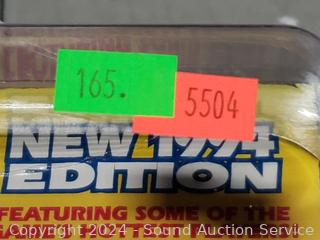 165.
5504
NEW 1994
EDITION
FEATURING SOME OF THE
Copyright 2024 - Sound Auction Service